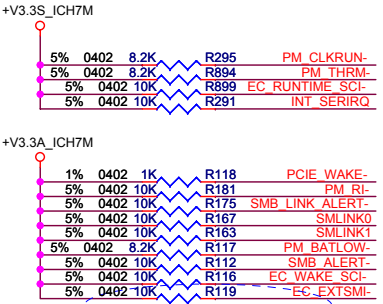 +V3.3S_ICH7M
5% 0402 8.2K R295 PM_CLKRUN-
5% 0402 8.2K R894 PM_THRM-
5% 0402 10K R899 EC_RUNTIME_SCI-
5% 0402 10K R291 INT_SERIRQ
+V3.3A_ICH7M
1% 0402 1K R118 PCIE_WAKE-
5% 0402 10K R181 PM_RI-
5% 0402 10K R175 SMB_LINK_ALERT-
5% 0402 10K R167 SMLINK0
5% 0402 10K R163 SMLINK1
5% 0402 8.2K R117 PM_BATLOW-
5% 0402 10K R112 SMB_ALERT-
5% 0402 10K R116 EC_WAKE_SCI-
5% 0402 10K R119 EC_EXTSMI-